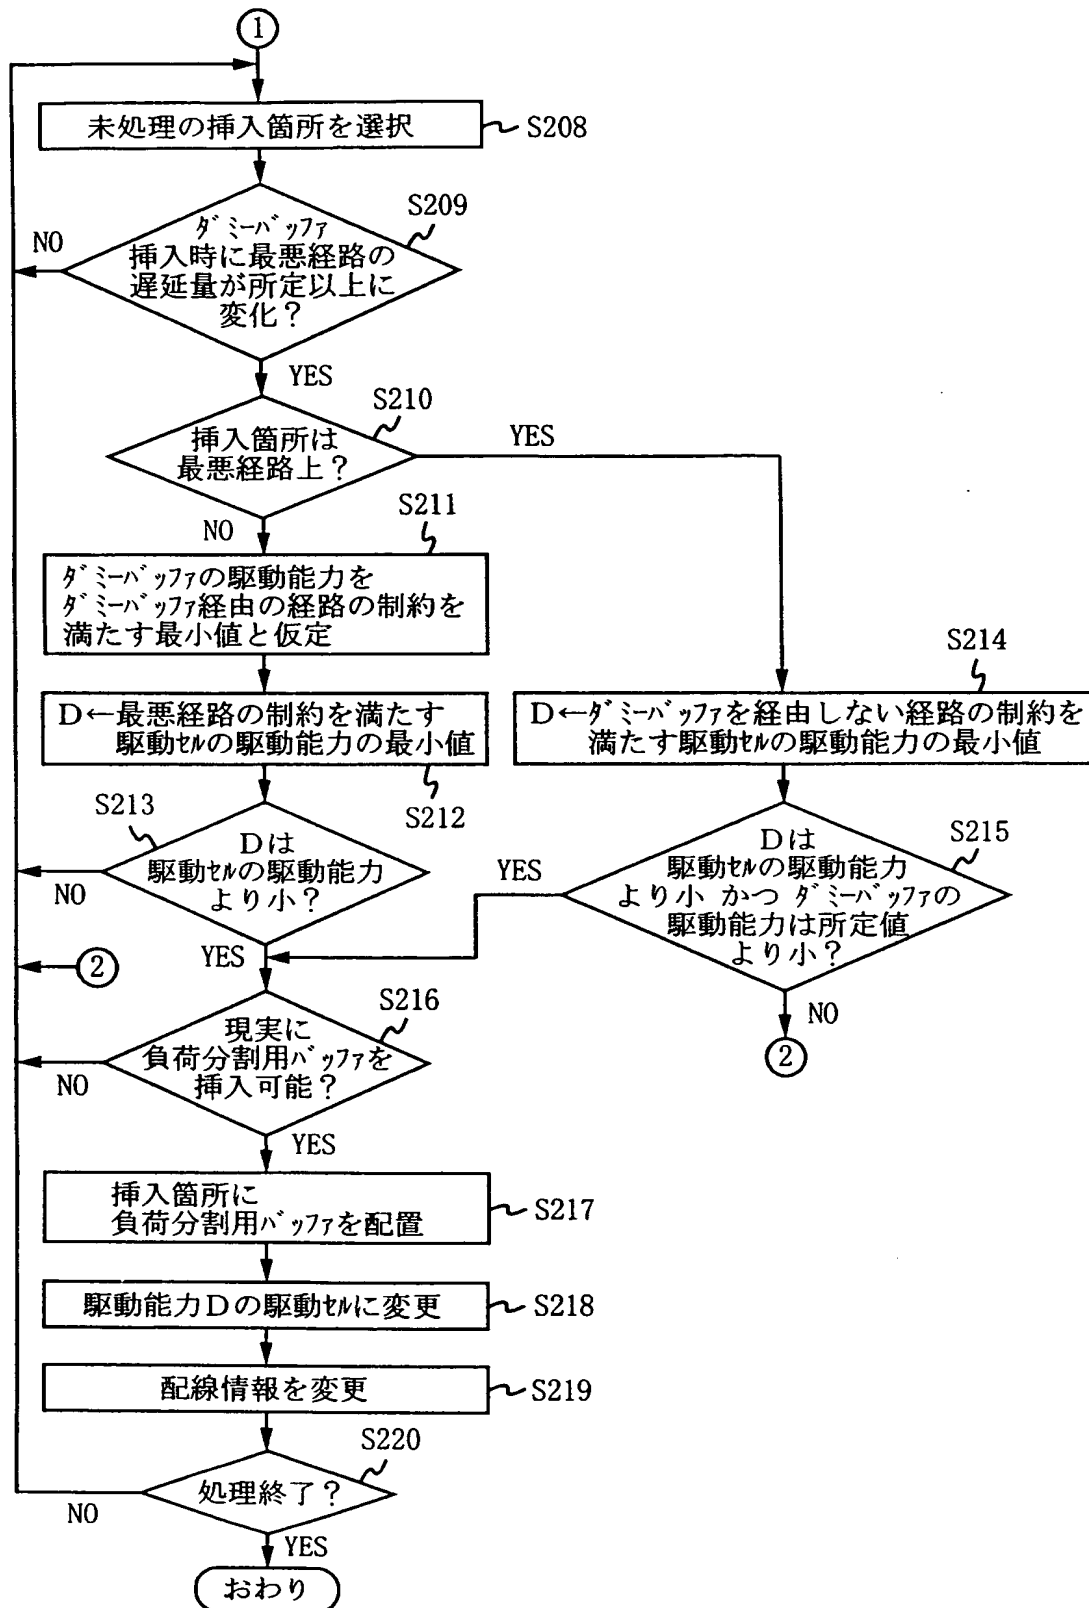 1
未処理の挿入箇所を選択
S208
S209
ダミーバッファ
挿入時に最悪経路の
遅延量が所定以上に
変化？
NO
YES
S210
挿入箇所は
最悪経路上？
YES
NO
S211
ダミーバッファの駆動能力を
ダミーバッファ経由の経路の制約を
満たす最小値と仮定
D←最悪経路の制約を満たす
駆動セルの駆動能力の最小値
S212
S214
D←ダミーバッファを経由しない経路の制約を
満たす駆動セルの駆動能力の最小値
S213
Dは
駆動セルの駆動能力
より小？
NO
YES
S215
Dは
駆動セルの駆動能力
より小 かつ ダミーバッファの
駆動能力は所定値
より小？
YES
NO
2
2
S216
現実に
負荷分割用バッファを
挿入可能？
NO
YES
挿入箇所に
負荷分割用バッファを配置
S217
駆動能力Dの駆動セルに変更
S218
配線情報を変更
S219
S220
処理終了？
NO
YES
おわり